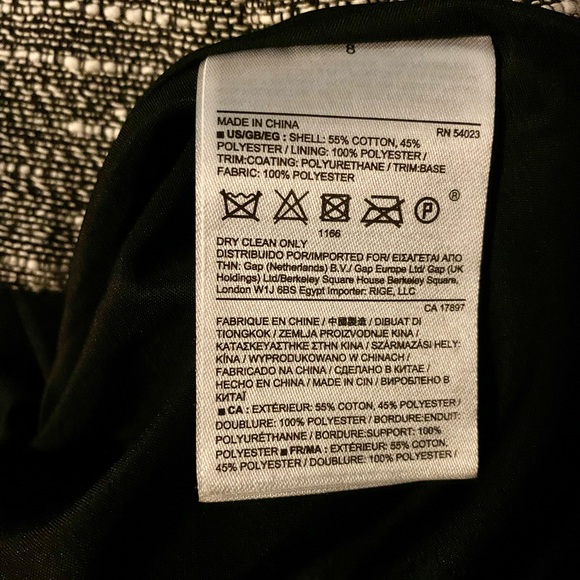 8
MADE IN CHINA RN 54023
■ US/GB/EG : SHELL: 55% COTTON, 45%
POLYESTER / LINING: 100% POLYESTER /
TRIM:COATING: POLYURETHANE / TRIM:BASE
FABRIC: 100% POLYESTER
P ®
1166
DRY CLEAN ONLY
DISTRIBUIDO POR/IMPORTED FOR/ ΕΙΣΑΓΕΤΑΙ ΑΠΟ
ΤΗΝ: Gap (Netherlands) B.V./ Gap Europe Ltd/ Gap (UK
Holdings) Ltd/Berkeley Square House Berkeley Square,
London W1J 6BS Egypt Importer: RIGE, LLC
CA 17897
FABRIQUE EN CHINE / 中國製造 / DIBUAT DI
TIONGKOK / ZEMLJA PROIZVODNJE KINA /
ΚΑΤΑΣΚΕΥΑΣΤΗΚΕ ΣΤΗΝ ΚΙΝΑ / SZÁRMAZÁSI HELY:
KÍNA / WYPRODUKOWANO W CHINACH /
FABRICADO NA CHINA / СДЕЛАНО В КИТАЕ /
HECHO EN CHINA / MADE IN CIN / ВИРОБЛЕНО В
КИТАЇ
■ CA : EXTÉRIEUR: 55% COTON, 45% POLYESTER /
DOUBLURE: 100% POLYESTER / BORDURE:ENDUIT:
POLYURÉTHANNE / BORDURE:SUPPORT: 100%
POLYESTER ■ FR/MA : EXTÉRIEUR: 55% COTON,
45% POLYESTER / DOUBLURE: 100% POLYESTER /